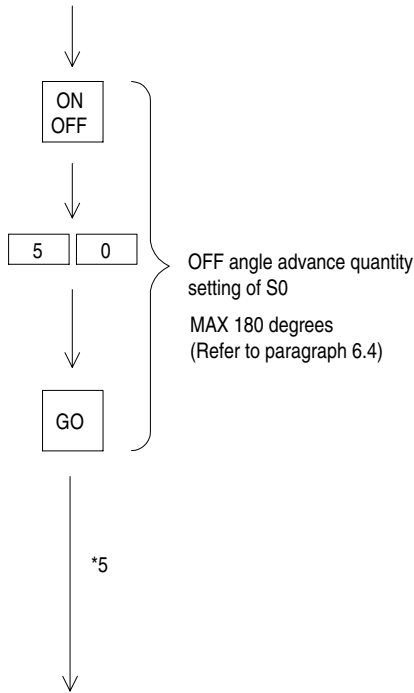 ON
OFF
5 0
OFF angle advance quantity
setting of S0
MAX 180 degrees
(Refer to paragraph 6.4)
GO
*5